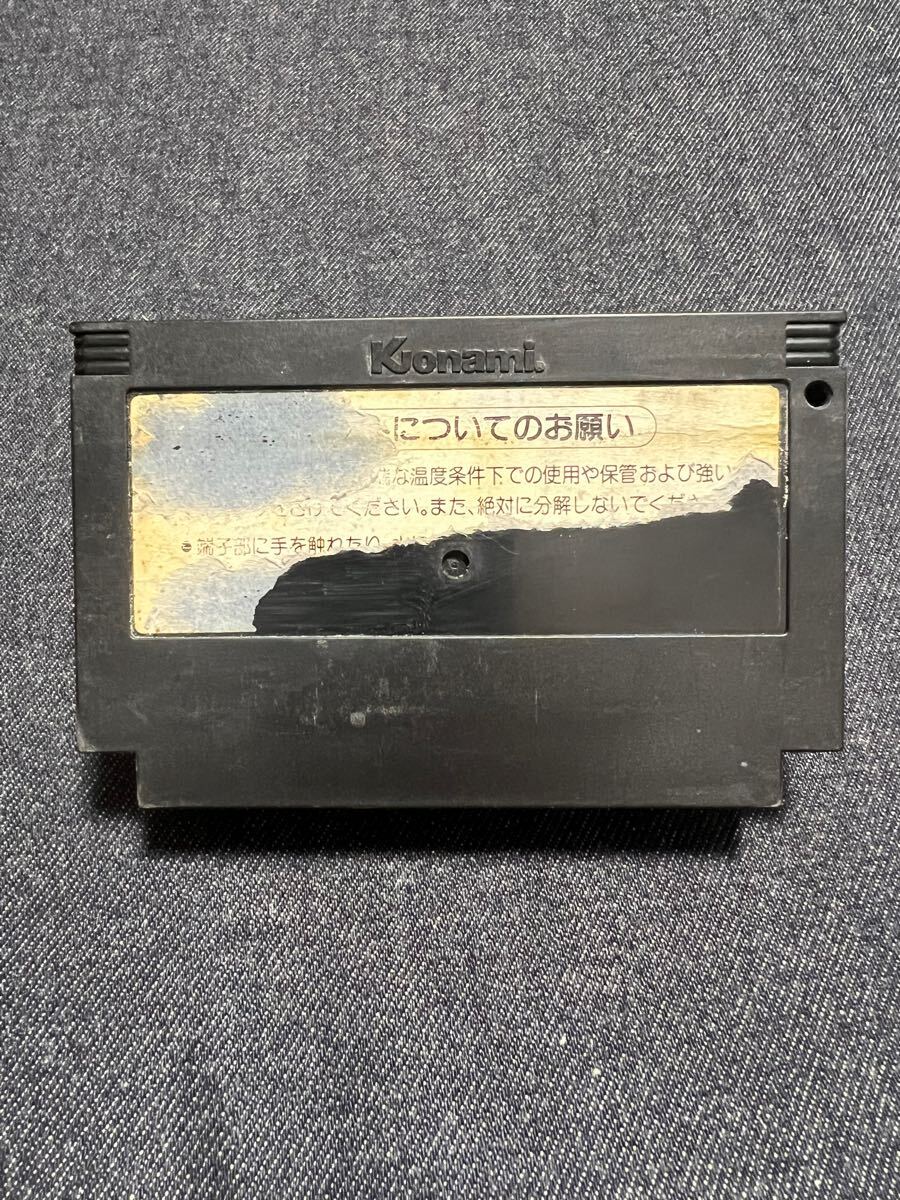 Konami
についてのお願い
な温度条件下での使用や保管および強い
てください。また、絶対に分解しないでくだ
●端子部に手を触れたり、